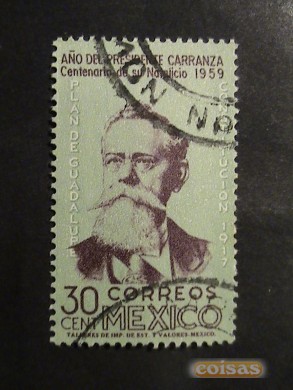 AÑO DEL PRESIDENTE CARRANZA
Centenario de su Natalicio 1959
PLAN DE GUADALUPE
CONSTITUCION 1917
30 CORREOS
CENT MEXICO
TALLERES DE IMP. DE EST. Y VALORES-MEXICO.
coisas